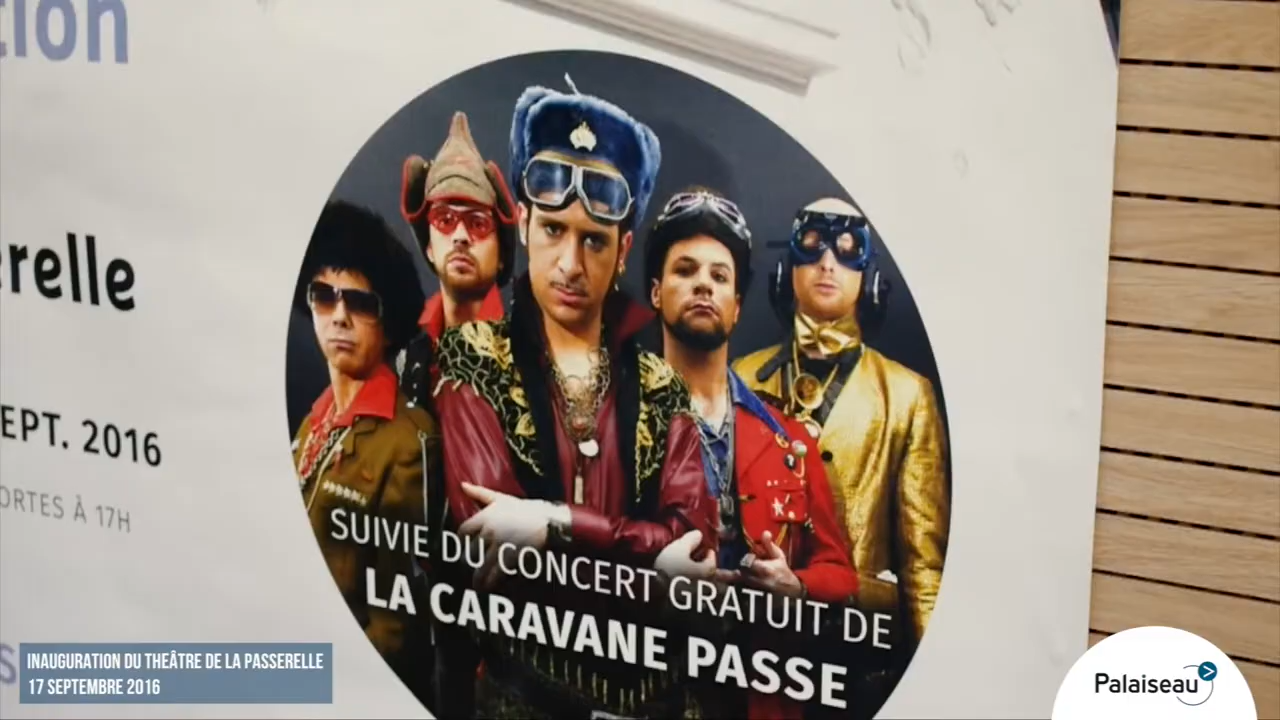 tion
erelle
EPT. 2016
ORTES À 17H
s
SUIVIE DU CONCERT GRATUIT DE
LA CARAVANE PASSE
INAUGURATION DU THEÂTRE DE LA PASSERELLE
17 SEPTEMBRE 2016
Palaiseau